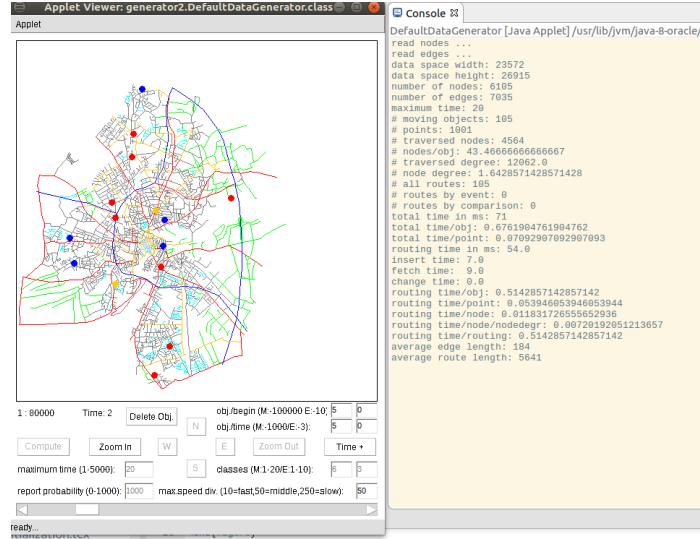 Applet Viewer: generator2.DefaultDataGenerator.class
Applet
1 : 80000
Time: 2
Delete Obj.
obj./begin (M:-100000 E:-10)
5
0
obj./time (M:-1000/E:-3):
5
0
N
Compute
Zoom In
W
E
Zoom Out
Time +
maximum time (1-5000):
20
S
classes (M:1-20/E:1-10):
6
3
report probability (0-1000):
1000
max.speed div. (10=fast,50=middle,250=slow):
50
ready...
Console
DefaultDataGenerator [Java Applet] /usr/lib/jvm/java-8-oracle/
read nodes ...
read edges ...
data space width: 23572
data space height: 26915
number of nodes: 6105
number of edges: 7035
maximum time: 20
# moving objects: 105
# points: 1001
# traversed nodes: 4564
# nodes/obj: 43.46666666666667
# traversed degree: 12062.0
# node degree: 1.6428571428571428
# all routes: 105
# routes by event: 0
# routes by comparison: 0
total time in ms: 71
total time/obj: 0.6761904761904762
total time/point: 0.07092907092907093
routing time in ms: 54.0
insert time: 7.0
fetch time:  9.0
change time: 0.0
routing time/obj: 0.5142857142857142
routing time/point: 0.053946053946053944
routing time/node: 0.011831726555652936
routing time/node/nodedegr: 0.00720192051213657
routing time/routing: 0.5142857142857142
average edge length: 184
average route length: 5641